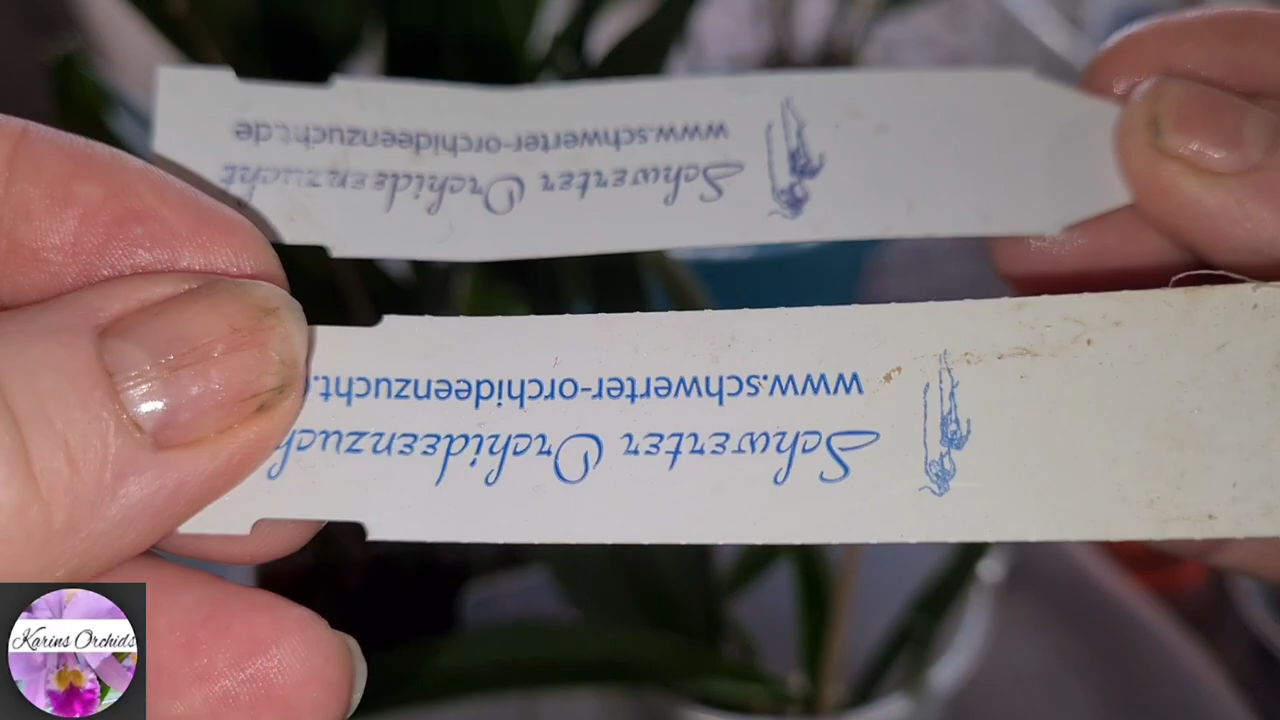 Schwerter Orchideenzucht
www.schwerter-orchideenzucht.de
Schwerter Orchideenzuch
www.schwerter-orchideenzucht.
Karins Orchids